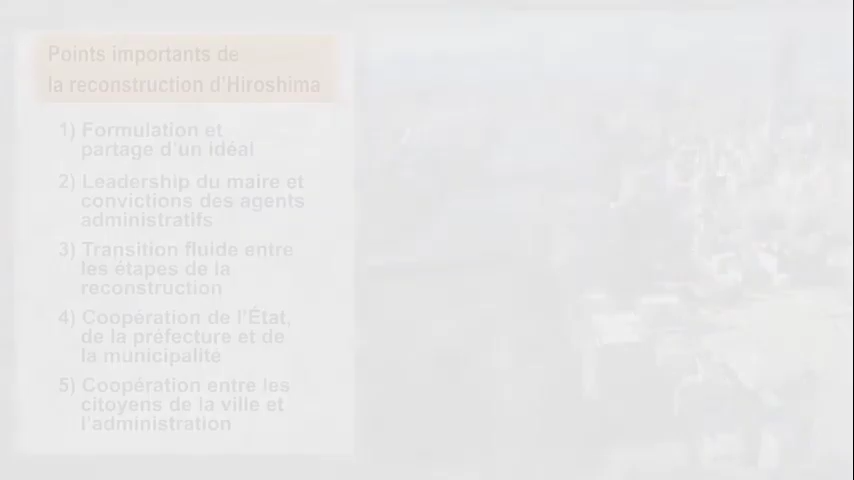 Points importants de
la reconstruction d'Hiroshima
1) Formulation et
partage d'un idéal
2) Leadership du maire et
convictions des agents
administratifs
3) Transition fluide entre
les étapes de la
reconstruction
4) Coopération de l'État,
de la préfecture et de
la municipalité
5) Coopération entre les
citoyens de la ville et
l'administration